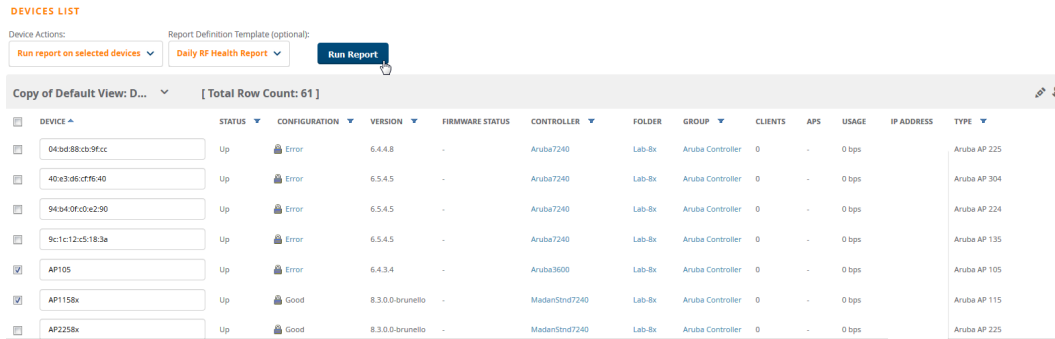 DEVICES LIST
Device Actions: Report Definition Template (optional):
Run report on selected devices Daily RF Health Report Run Report
Copy of Default View: D... [ Total Row Count: 61 ]
DEVICE STATUS CONFIGURATION VERSION FIRMWARE STATUS CONTROLLER FOLDER GROUP CLIENTS APS USAGE IP ADDRESS TYPE
04:bd:88:cb:9f:cc Up Error 6.4.4.8 - Aruba7240 Lab-8x Aruba Controller 0 - 0 bps Aruba AP 225
40:e3:d6:cf:f6:40 Up Error 6.5.4.5 - Aruba7240 Lab-8x Aruba Controller 0 - 0 bps Aruba AP 304
94:b4:0f:c0:e2:90 Up Error 6.5.4.5 - Aruba7240 Lab-8x Aruba Controller 0 - 0 bps Aruba AP 224
9c:1c:12:c5:18:3a Up Error 6.5.4.5 - Aruba7240 Lab-8x Aruba Controller 0 - 0 bps Aruba AP 135
AP105 Up Error 6.4.3.4 - Aruba3600 Lab-8x Aruba Controller 0 - 0 bps Aruba AP 105
AP1158x Up Good 8.3.0.0-brunello - MadanStnd7240 Lab-8x Aruba Controller 0 - 0 bps Aruba AP 115
AP2258x Up Good 8.3.0.0-brunello - MadanStnd7240 Lab-8x Aruba Controller 0 - 0 bps Aruba AP 225